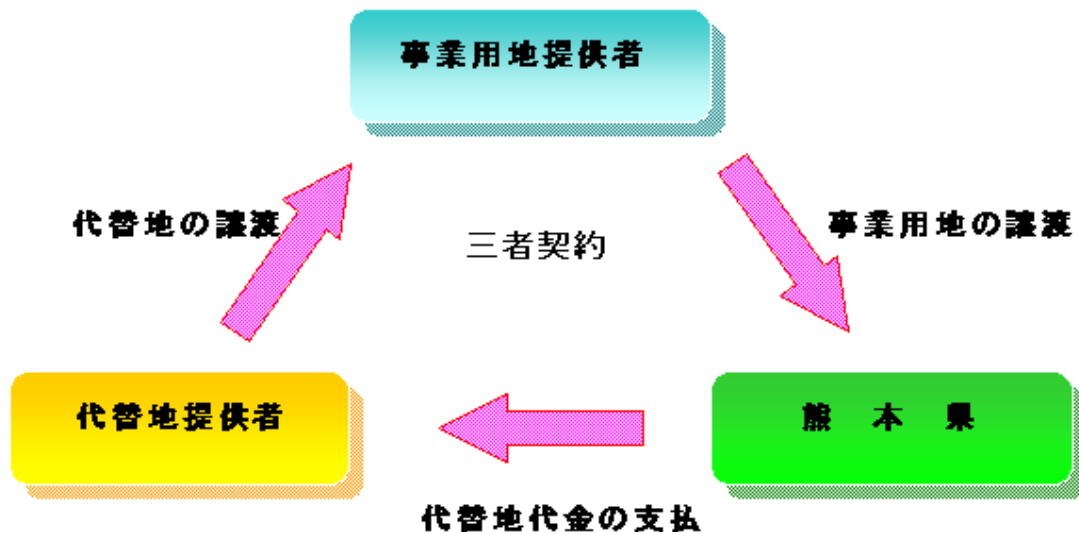 事業用地提供者
代替地の譲渡
事業用地の譲渡
三者契約
代替地提供者
熊　本　県
代替地代金の支払